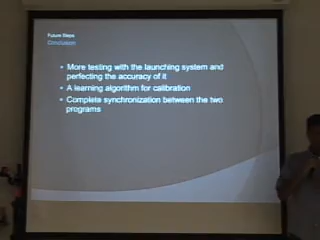 Future Steps
Conclusion
• More testing with the launching system and
perfecting the accuracy of it
• A learning algorithm for calibration
• Complete synchronization between the two
programs